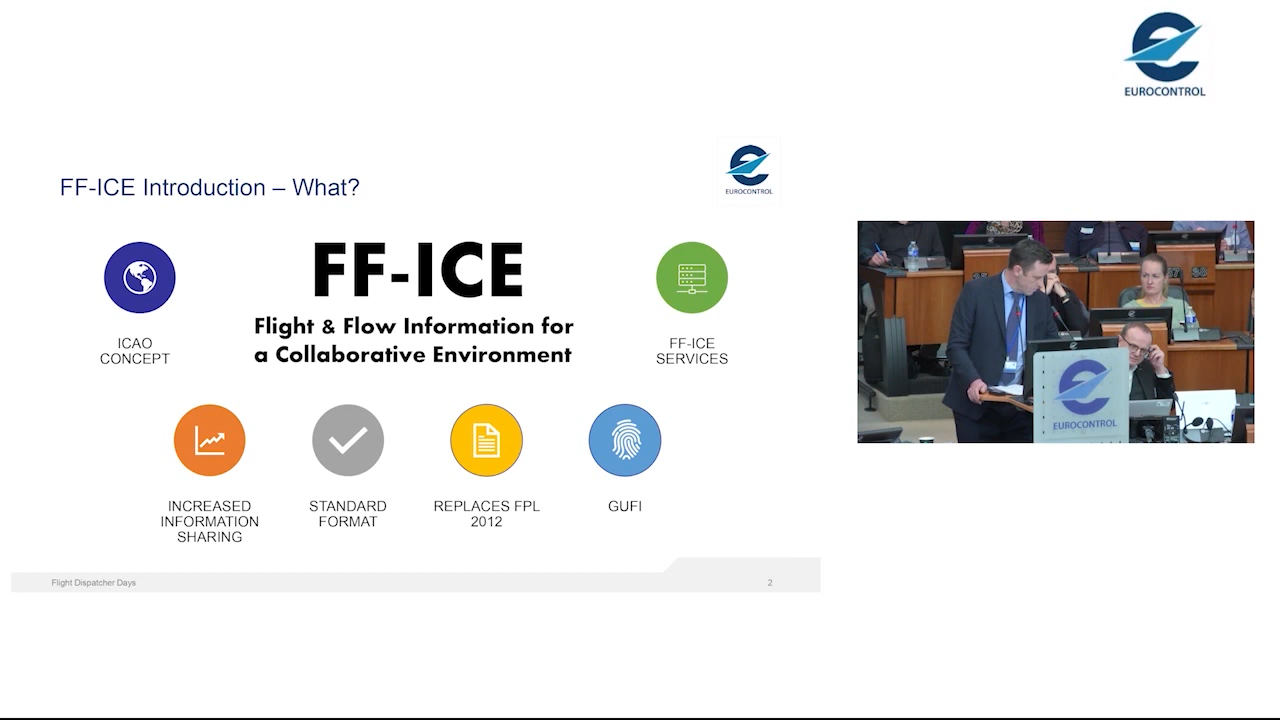 EUROCONTROL
FF-ICE Introduction – What?
EUROCONTROL
FF-ICE
Flight & Flow Information for
a Collaborative Environment
ICAO
CONCEPT
FF-ICE
SERVICES
INCREASED
INFORMATION
SHARING
STANDARD
FORMAT
REPLACES FPL
2012
GUFI
Flight Dispatcher Days
2
EUROCONTROL